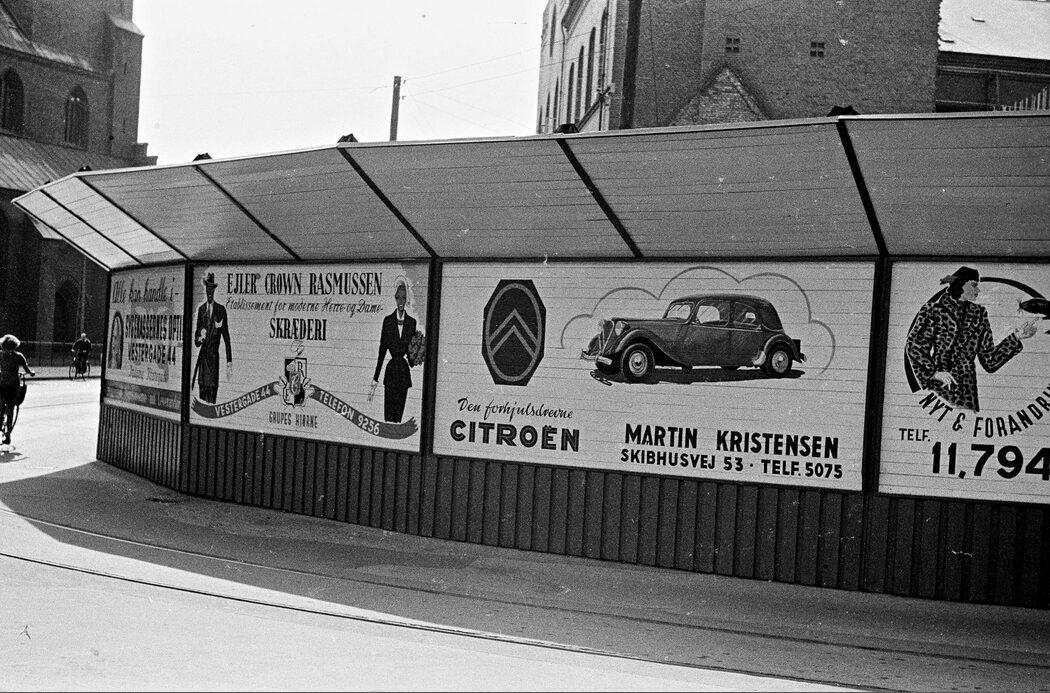 Alle kan handle i-
VESTERGADE 44
EJLER CROWN RASMUSSEN
Etablissement for moderne Herre- og Dame-
SKRÆDERI
VESTERGADE 44 TELEFON 9256
GRUPES HJØRNE
Den forhjulsdrevne
CITROËN
MARTIN KRISTENSEN
SKIBHUSVEJ 53 · TELF. 5075
NYT & FORANDR
TELF.
11,794